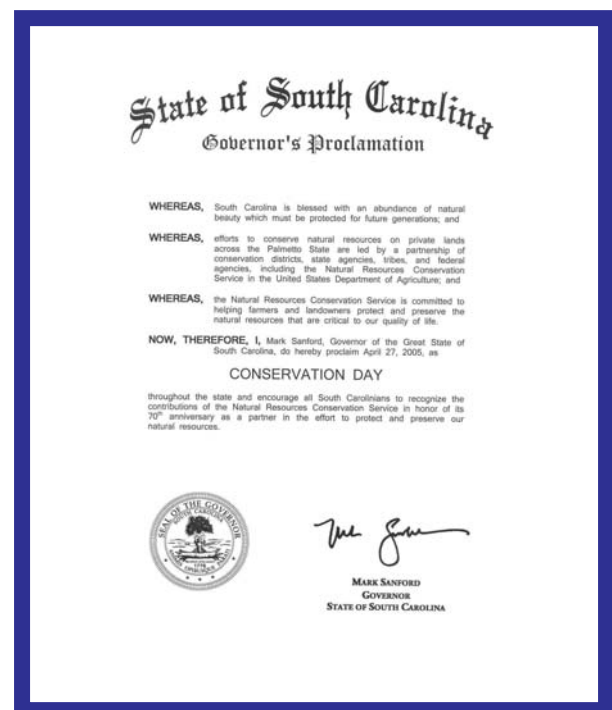 State of South Carolina
Governor's Proclamation
WHEREAS, South Carolina is blessed with an abundance of natural
beauty which must be protected for future generations; and
WHEREAS, efforts to conserve natural resources on private lands
across the Palmetto State are led by a partnership of
conservation districts, state agencies, tribes, and federal
agencies, including the Natural Resources Conservation
Service in the United States Department of Agriculture; and
WHEREAS, the Natural Resources Conservation Service is committed to
helping farmers and landowners protect and preserve the
natural resources that are critical to our quality of life.
NOW, THEREFORE, I, Mark Sanford, Governor of the Great State of
South Carolina, do hereby proclaim April 27, 2005, as
CONSERVATION DAY
throughout the state and encourage all South Carolinians to recognize the
contributions of the Natural Resources Conservation Service in honor of its
70th anniversary as a partner in the effort to protect and preserve our
natural resources.
SEAL OF THE GOVERNOR
SOUTH CAROLINA
MARK SANFORD
GOVERNOR
STATE OF SOUTH CAROLINA